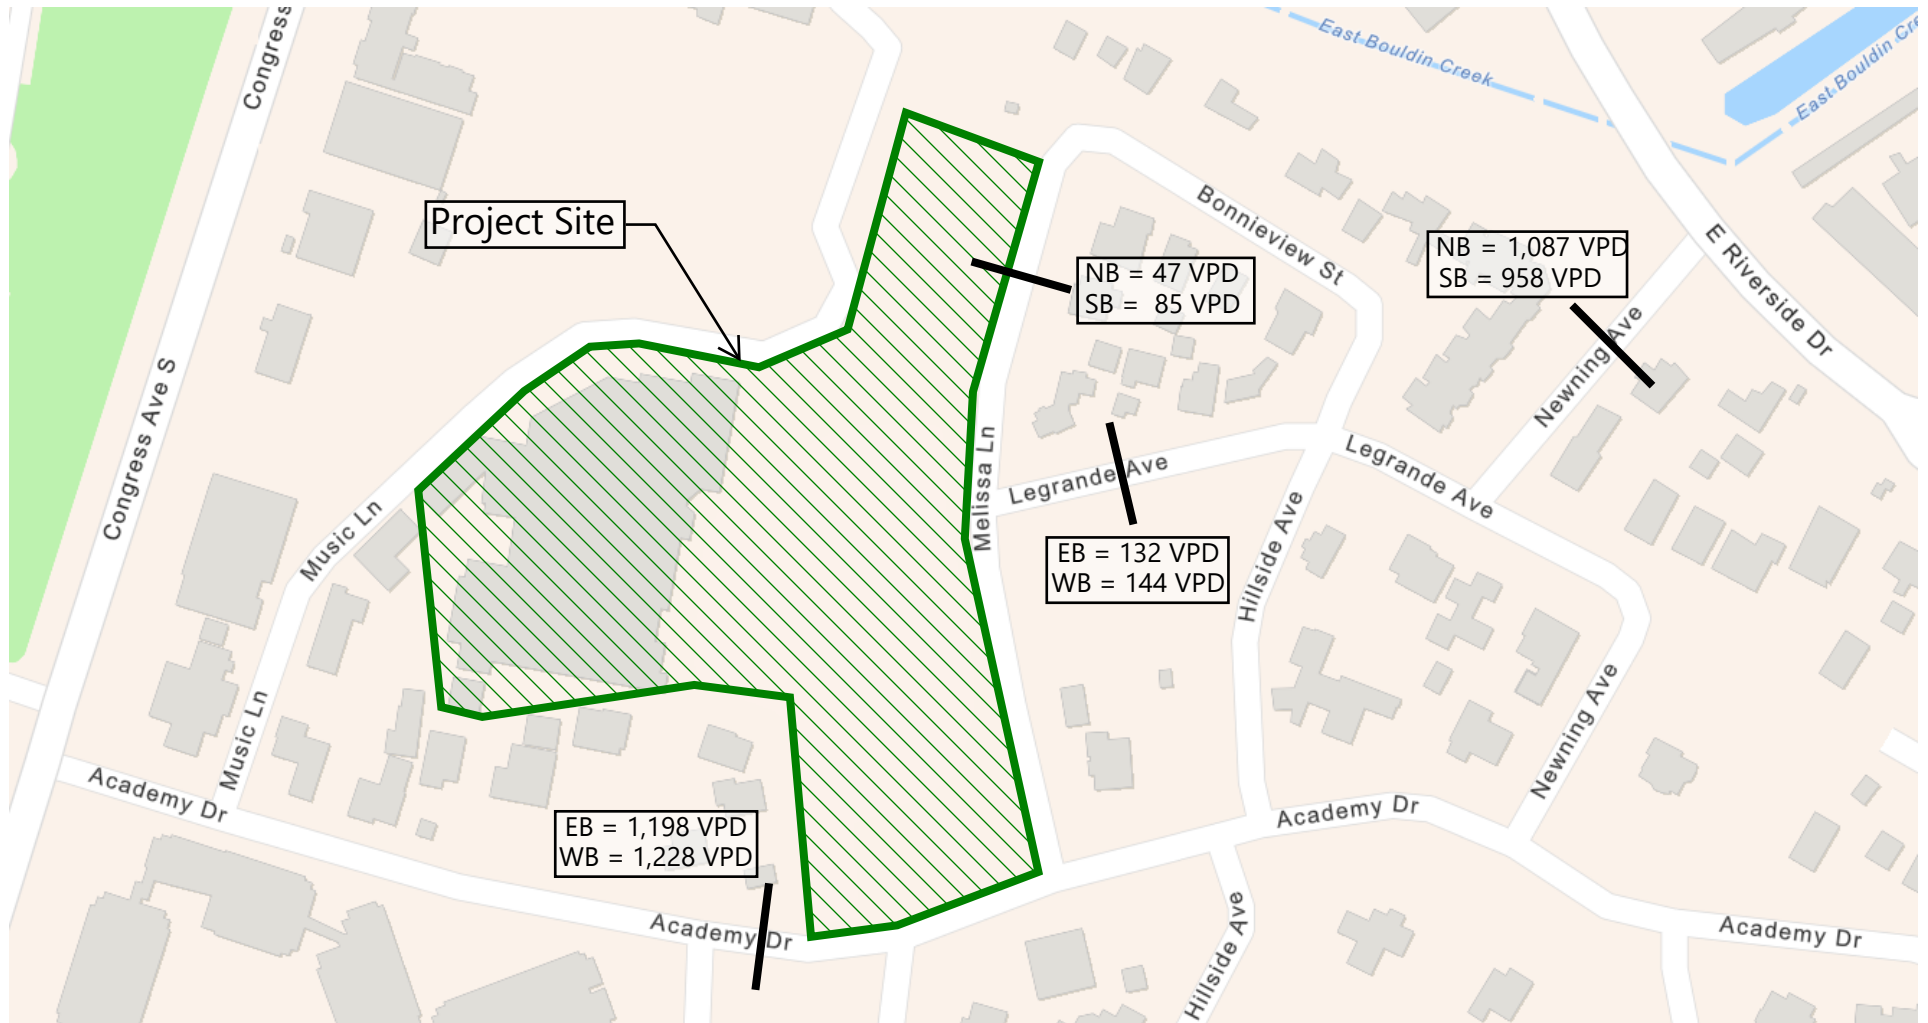 Congress
East Bouldin Creek
East Bouldin Cre
Project Site
Bonnieview St
E Riverside Dr
NB = 1,087 VPD
SB = 958 VPD
NB = 47 VPD
SB = 85 VPD
Newning Ave
Congress Ave S
Melissa Ln
Legrande Ave
Legrande Ave
Music Ln
EB = 132 VPD
WB = 144 VPD
Hillside Ave
Music Ln
Newning Ave
Academy Dr
Academy Dr
EB = 1,198 VPD
WB = 1,228 VPD
Academy Dr
Hillside Ave
Academy Dr